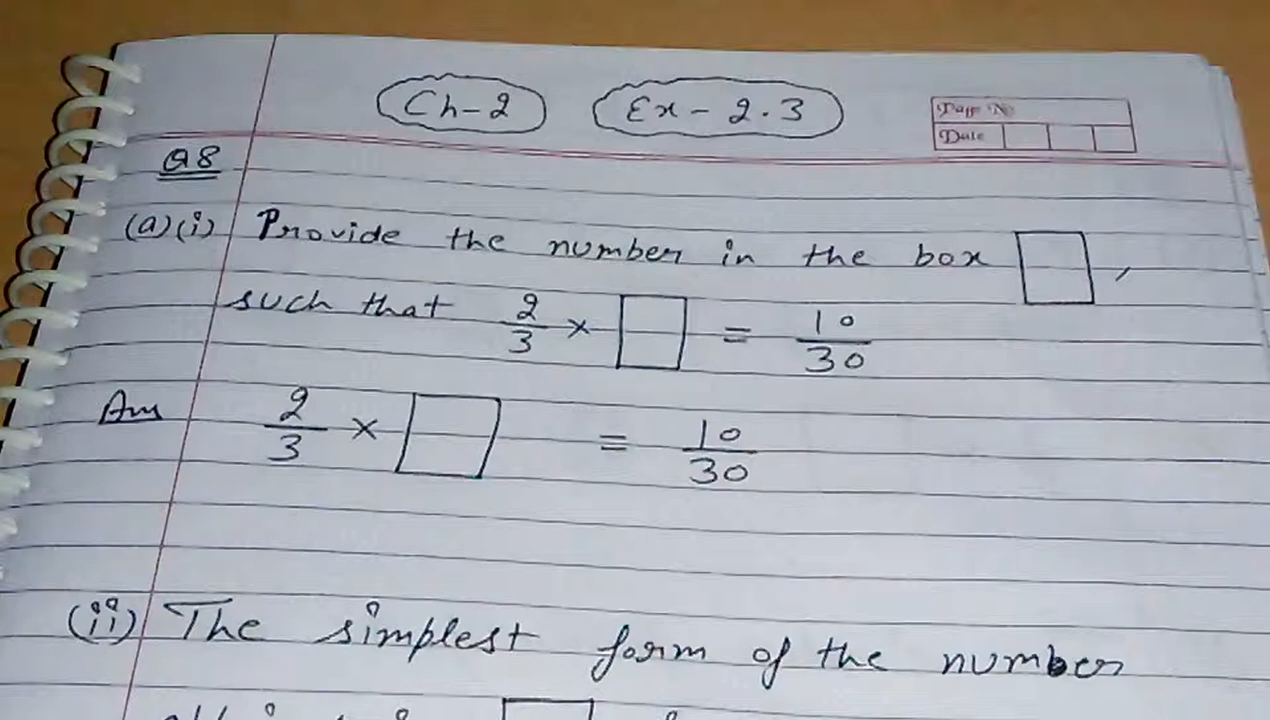 Ch-2 Ex-2.3
Page No
Date
Q8
(a)(i) Provide the number in the box □,
such that 2/3 × □ = 10/30
Ans 2/3 × □ = 10/30
(ii) The simplest form of the number